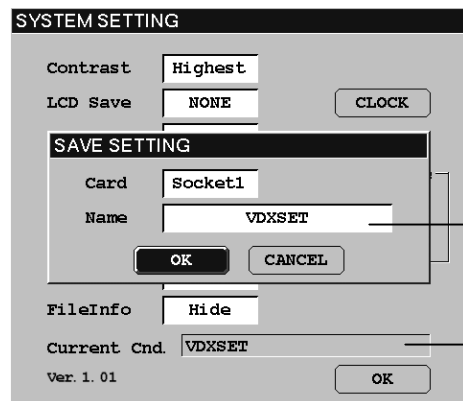 SYSTEM SETTING
Contrast Highest
LCD Save NONE CLOCK
SAVE SETTING
Card Socket1
Name VDXSET
OK CANCEL
FileInfo Hide
Current Cnd. VDXSET
Ver. 1. 01 OK